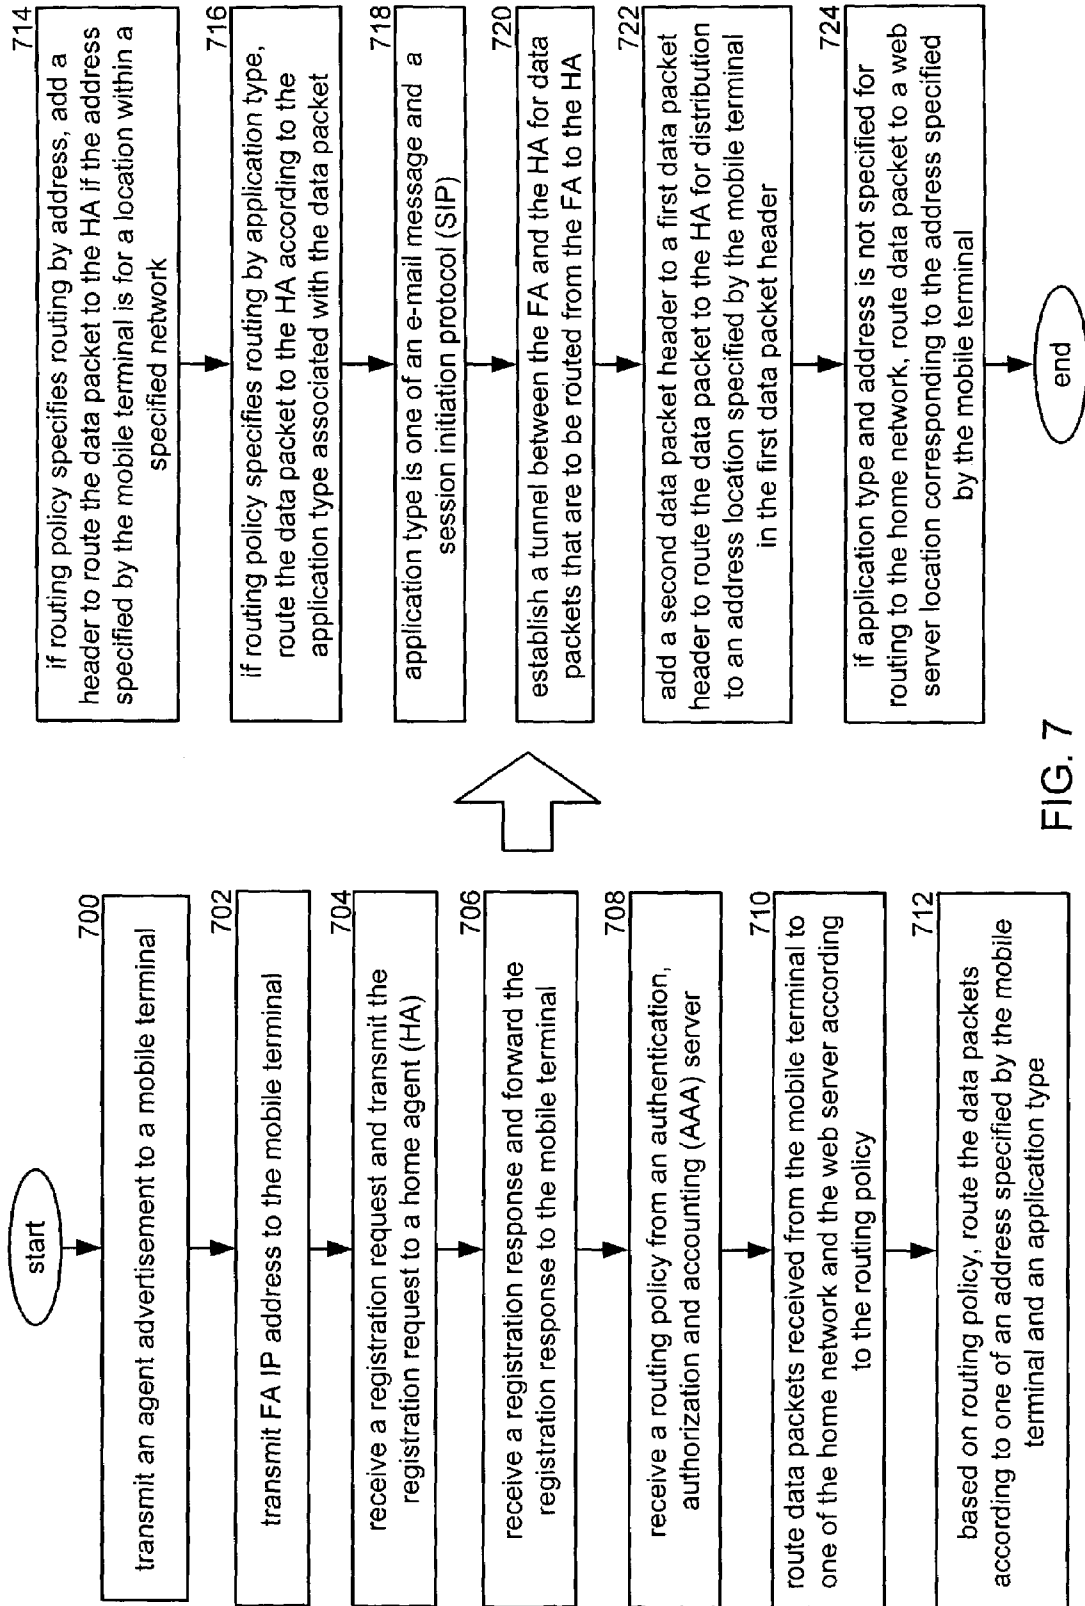 start
700
transmit an agent advertisement to a mobile terminal
702
transmit FA IP address to the mobile terminal
704
receive a registration request and transmit the
registration request to a home agent (HA)
706
receive a registration response and forward the
registration response to the mobile terminal
708
receive a routing policy from an authentication,
authorization and accounting (AAA) server
710
route data packets received from the mobile terminal to
one of the home network and the web server according
to the routing policy
712
based on routing policy, route the data packets
according to one of an address specified by the mobile
terminal and an application type
714
if routing policy specifies routing by address, add a
header to route the data packet to the HA if the address
specified by the mobile terminal is for a location within a
specified network
716
if routing policy specifies routing by application type,
route the data packet to the HA according to the
application type associated with the data packet
718
application type is one of an e-mail message and a
session initiation protocol (SIP)
720
establish a tunnel between the FA and the HA for data
packets that are to be routed from the FA to the HA
722
add a second data packet header to a first data packet
header to route the data packet to the HA for distribution
to an address location specified by the mobile terminal
in the first data packet header
724
if application type and address is not specified for
routing to the home network, route data packet to a web
server location corresponding to the address specified
by the mobile terminal
end
FIG. 7